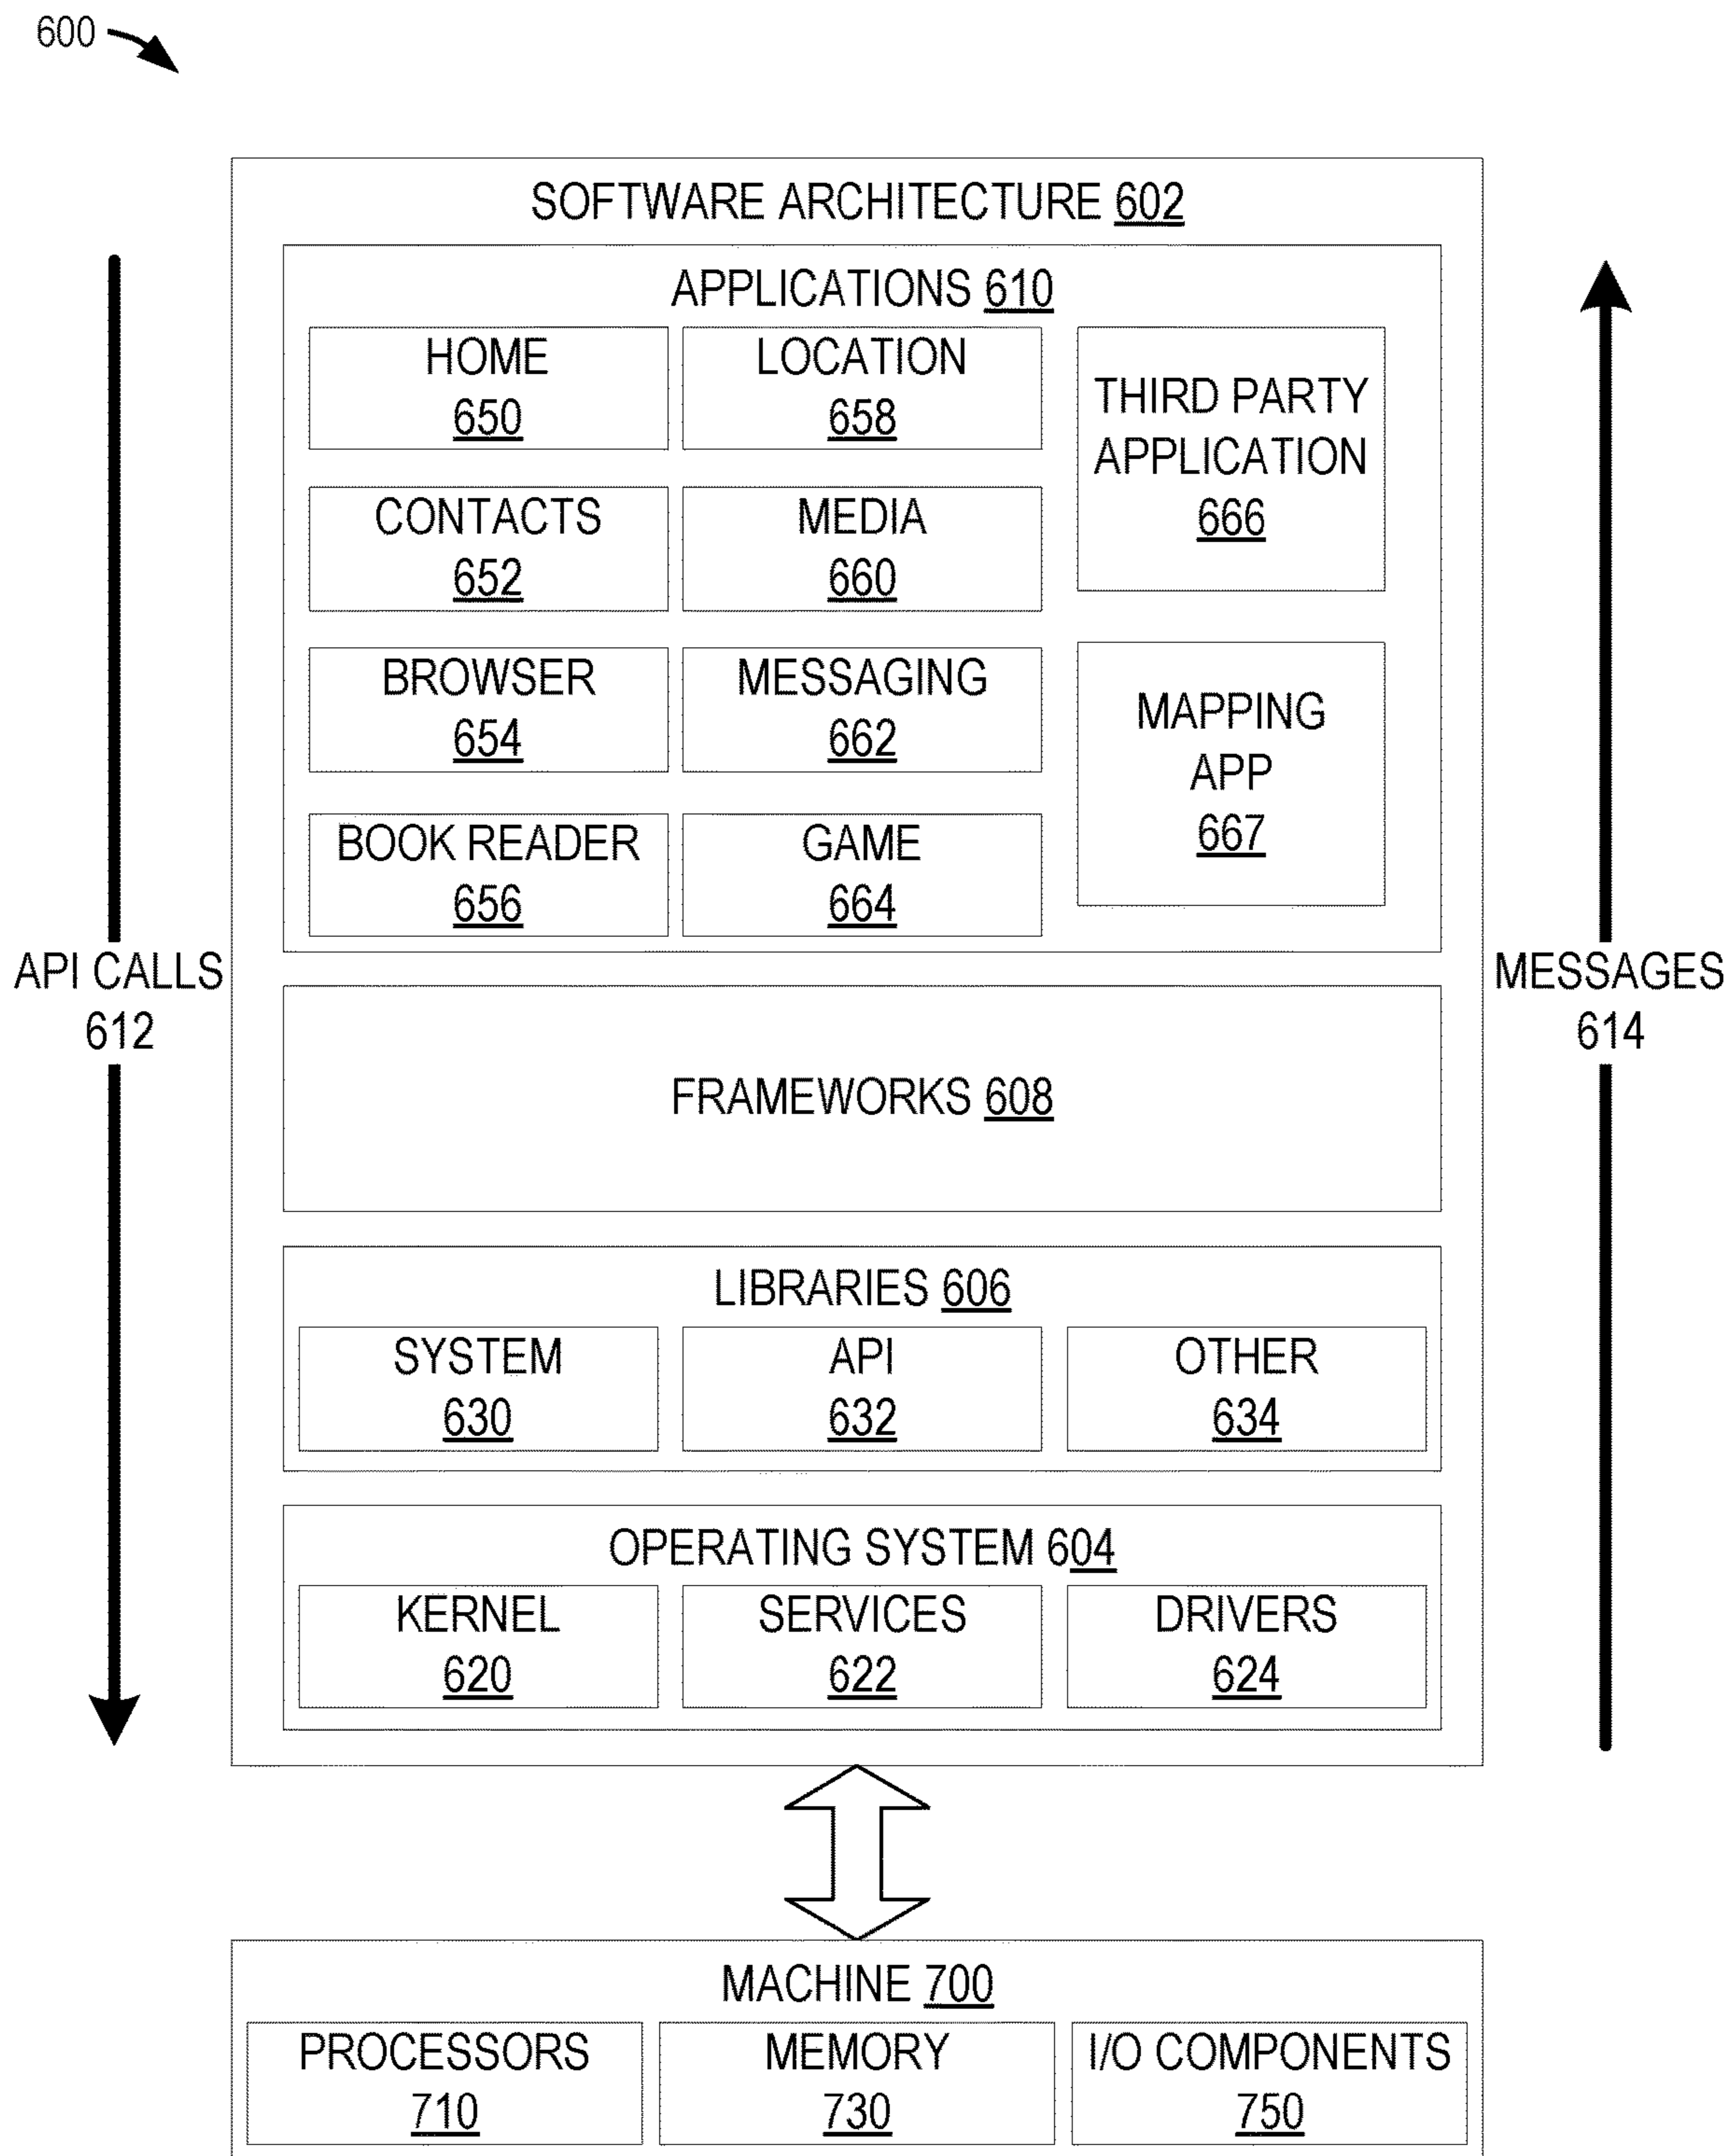 600
SOFTWARE ARCHITECTURE 602
APPLICATIONS 610
HOME
650
LOCATION
658
THIRD PARTY
APPLICATION
666
CONTACTS
652
MEDIA
660
BROWSER
654
MESSAGING
662
MAPPING
APP
667
BOOK READER
656
GAME
664
API CALLS
612
MESSAGES
614
FRAMEWORKS 608
LIBRARIES 606
SYSTEM
630
API
632
OTHER
634
OPERATING SYSTEM 604
KERNEL
620
SERVICES
622
DRIVERS
624
MACHINE 700
PROCESSORS
710
MEMORY
730
I/O COMPONENTS
750